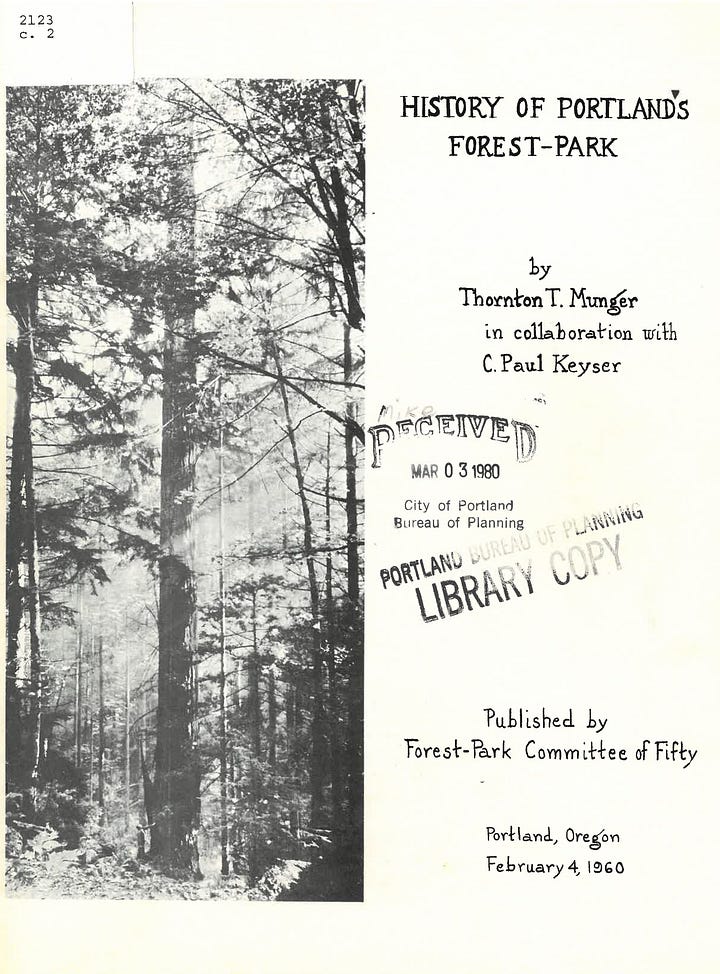 2123
c. 2
HISTORY OF PORTLAND'S
FOREST-PARK
by
Thornton T. Munger
in collaboration with
C. Paul Keyser
Mike
RECEIVED
MAR 03 1980
City of Portland
Bureau of Planning
PORTLAND BUREAU OF PLANNING
LIBRARY COPY
Published by
Forest-Park Committee of Fifty
Portland, Oregon
February 4, 1960